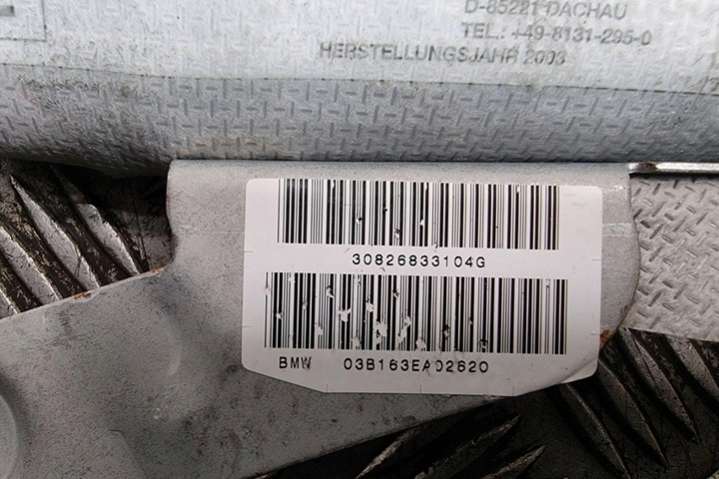 D-85221 DACHAU
TEL.: +49-8131-295-0
HERSTELLUNGSJAHR 2003
30826833104G
BMW 03B163EA02620